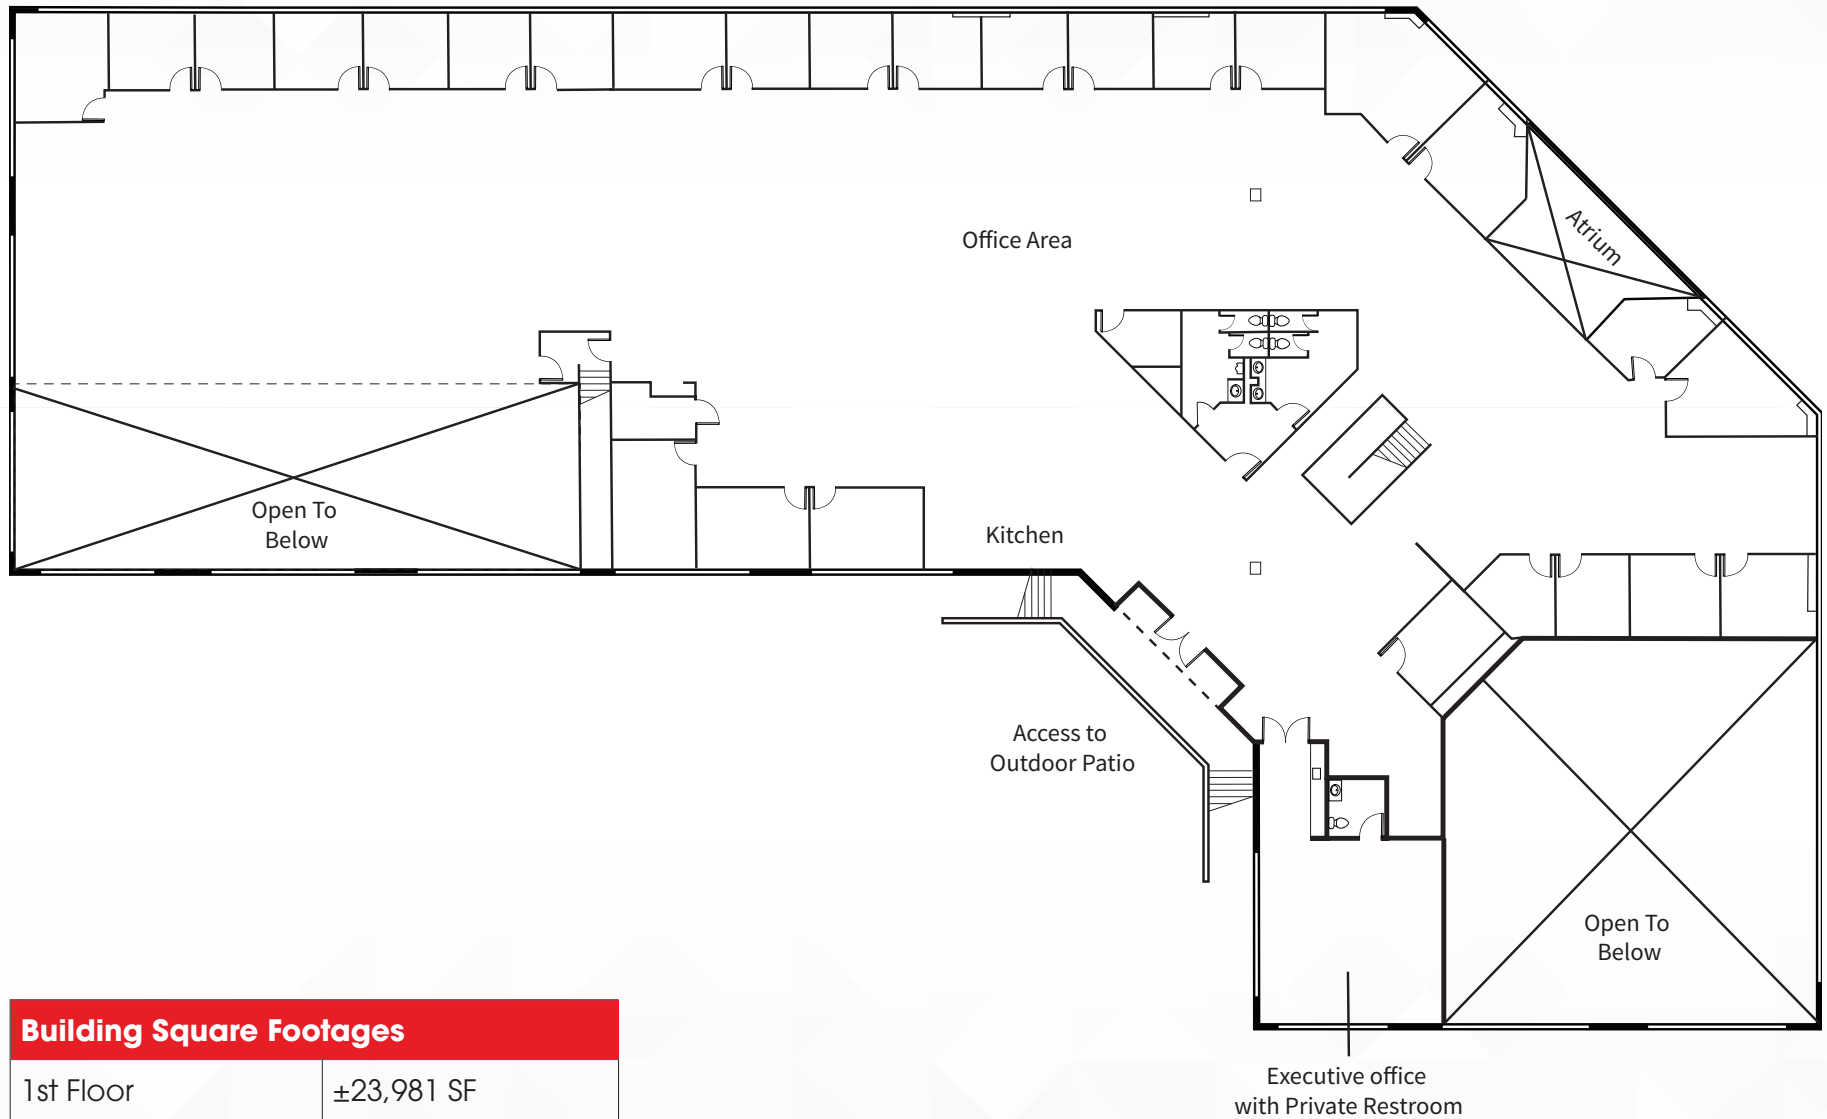 Office Area
Atrium
Open To
Below
Kitchen
Access to
Outdoor Patio
Open To
Below
Executive office
with Private Restroom
Building Square Footages
1st Floor ±23,981 SF